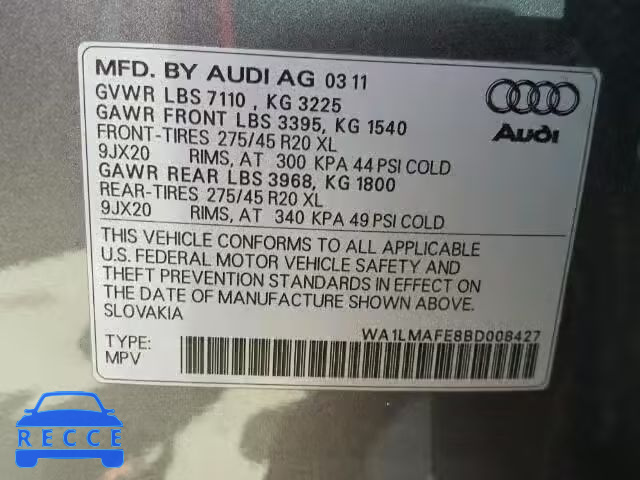 MFD. BY AUDI AG 03 11
GVWR LBS 7110 , KG 3225
GAWR FRONT LBS 3395, KG 1540
FRONT-TIRES 275/45 R20 XL
9JX20 RIMS, AT 300 KPA 44 PSI COLD
GAWR REAR LBS 3968, KG 1800
REAR-TIRES 275/45 R20 XL
9JX20 RIMS, AT 340 KPA 49 PSI COLD
Audi
THIS VEHICLE CONFORMS TO ALL APPLICABLE
U.S. FEDERAL MOTOR VEHICLE SAFETY AND
THEFT PREVENTION STANDARDS IN EFFECT ON
THE DATE OF MANUFACTURE SHOWN ABOVE.
SLOVAKIA
TYPE:
MPV
WA1LMAFE8BD008427
RECCE